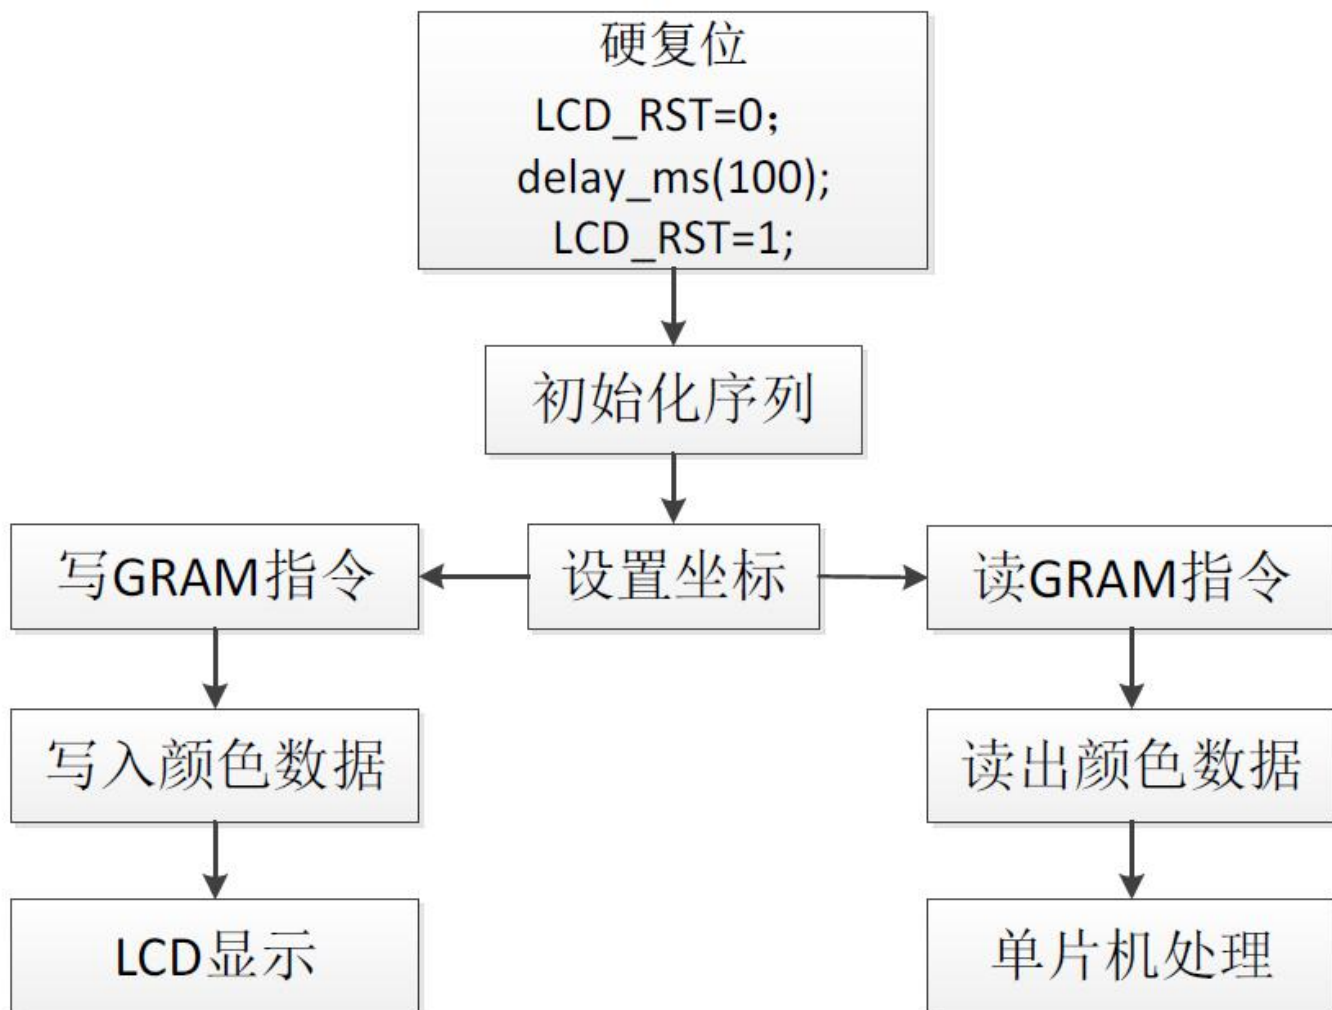 硬复位
LCD_RST=0；
delay_ms(100);
LCD_RST=1;
初始化序列
写GRAM指令
设置坐标
读GRAM指令
写入颜色数据
读出颜色数据
LCD显示
单片机处理